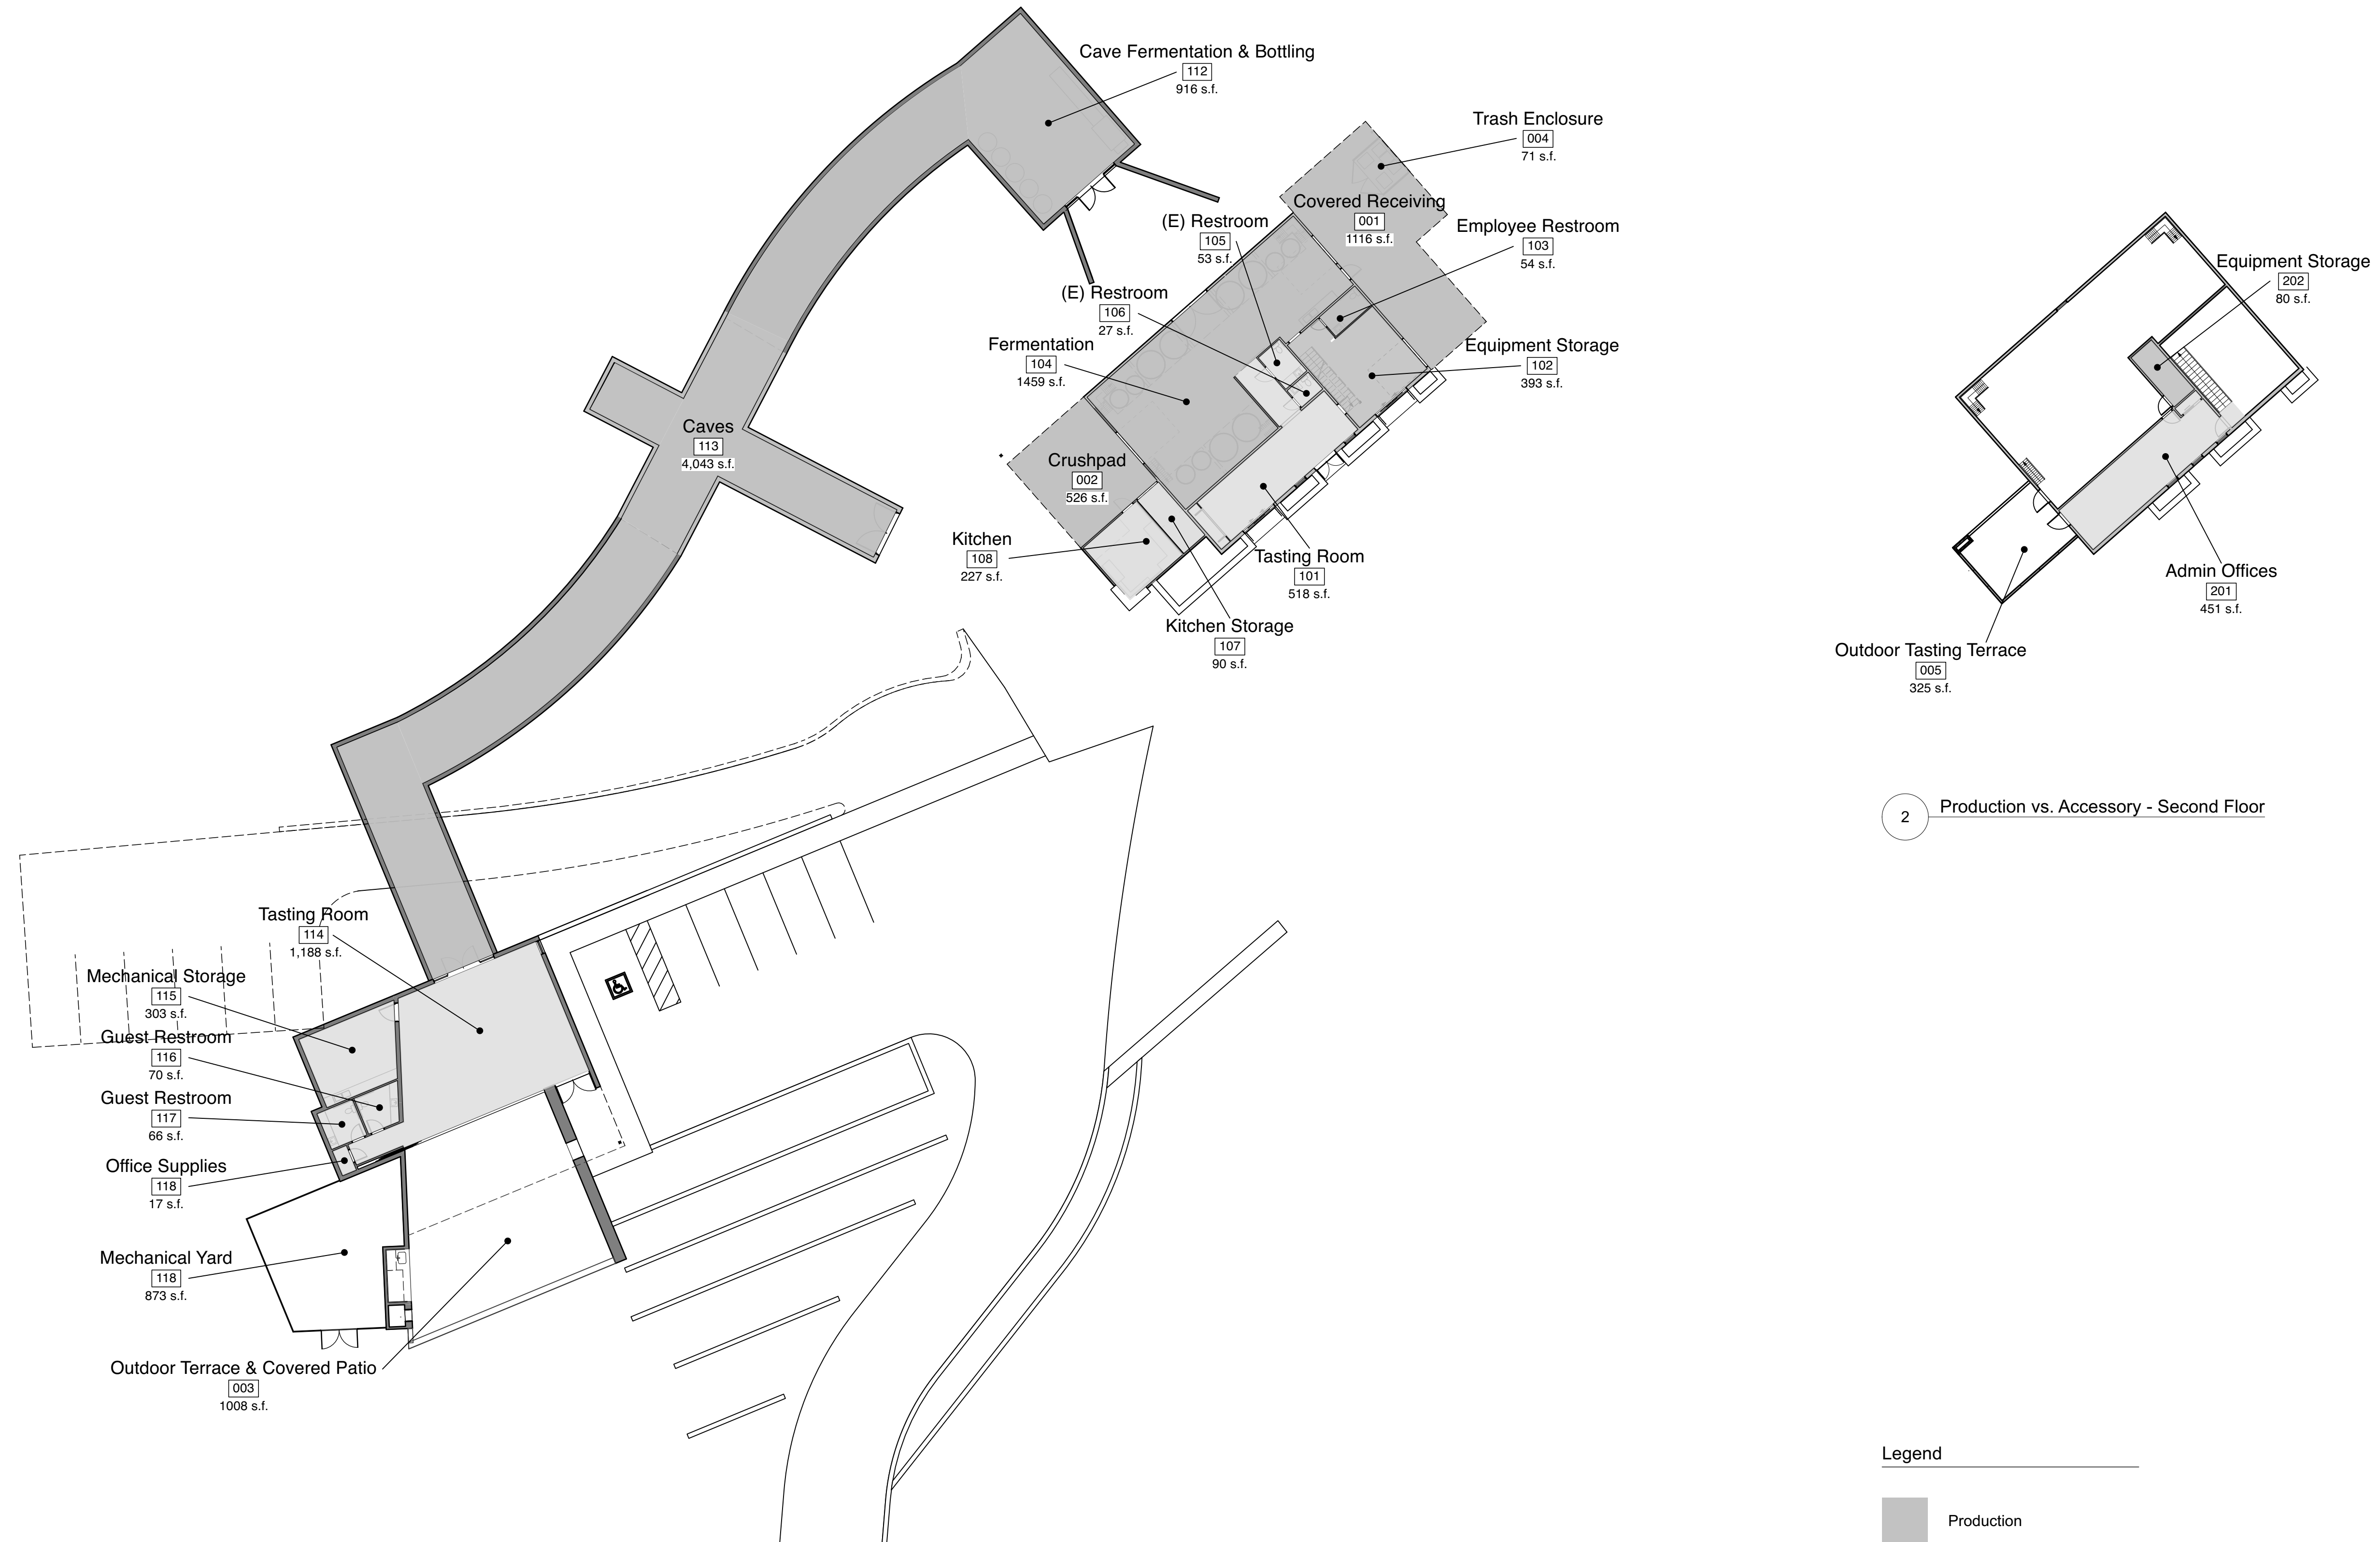 Cave Fermentation & Bottling
112
916 s.f.
Trash Enclosure
004
71 s.f.
Covered Receiving
001
1116 s.f.
(E) Restroom
105
53 s.f.
Employee Restroom
103
54 s.f.
(E) Restroom
106
27 s.f.
Fermentation
104
1459 s.f.
Equipment Storage
102
393 s.f.
Caves
113
4,043 s.f.
Crushpad
002
526 s.f.
Kitchen
108
227 s.f.
Tasting Room
101
518 s.f.
Kitchen Storage
107
90 s.f.
Equipment Storage
202
80 s.f.
Admin Offices
201
451 s.f.
Outdoor Tasting Terrace
005
325 s.f.
2
Production vs. Accessory - Second Floor
Tasting Room
114
1,188 s.f.
Mechanical Storage
115
303 s.f.
Guest Restroom
116
70 s.f.
Guest Restroom
117
66 s.f.
Office Supplies
118
17 s.f.
Mechanical Yard
118
873 s.f.
Outdoor Terrace & Covered Patio
003
1008 s.f.
Legend
Production